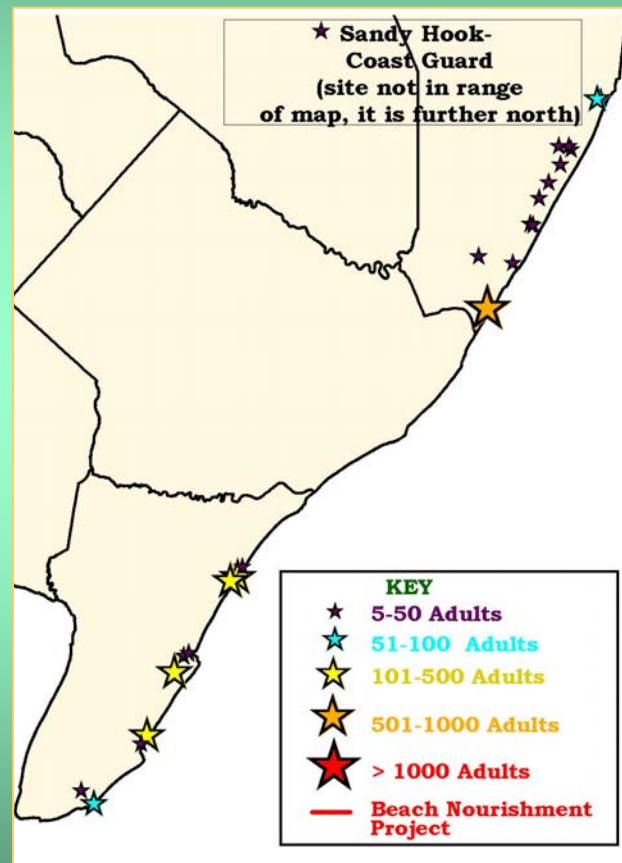 Sandy Hook-
Coast Guard
(site not in range
of map, it is further north)
KEY
5-50 Adults
51-100 Adults
101-500 Adults
501-1000 Adults
> 1000 Adults
Beach Nourishment
Project